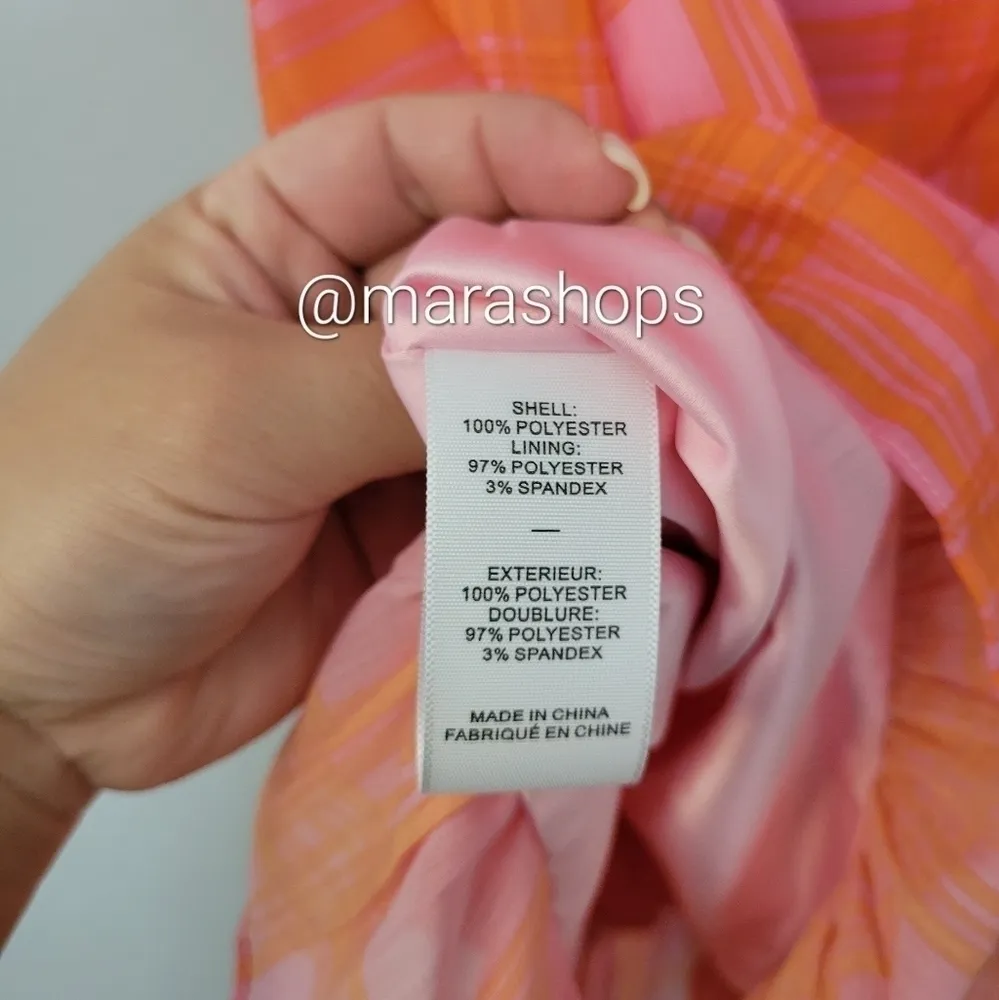 @marashops
SHELL:
100% POLYESTER
LINING:
97% POLYESTER
3% SPANDEX
—
EXTERIEUR:
100% POLYESTER
DOUBLURE:
97% POLYESTER
3% SPANDEX
MADE IN CHINA
FABRIQUÉ EN CHINE